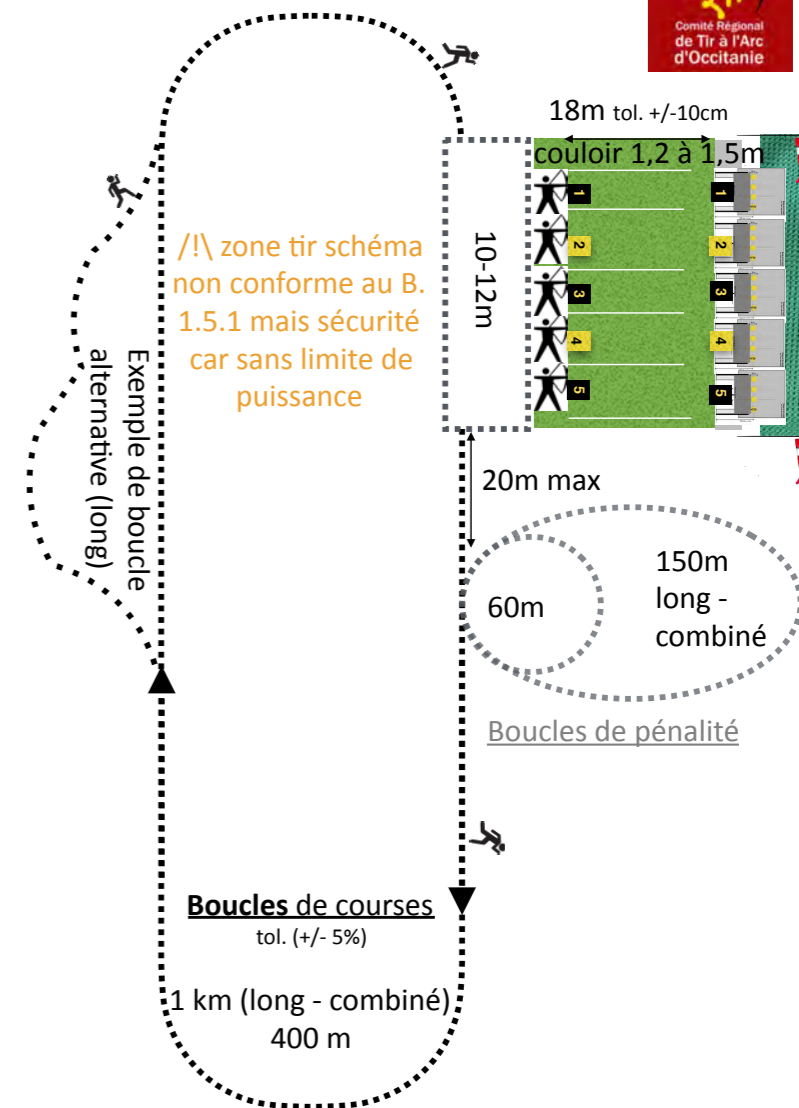 Comité Régional
de Tir à l'Arc
d'Occitanie
18m tol. +/-10cm
couloir 1,2 à 1,5m
1
1
2
2
3
3
4
4
5
5
10-12m
/!\ zone tir schéma
non conforme au B.
1.5.1 mais sécurité
car sans limite de
puissance
Exemple de boucle
alternative (long)
20m max
60m
150m
long -
combiné
Boucles de pénalité
Boucles de courses
tol. (+/- 5%)
1 km (long - combiné)
400 m